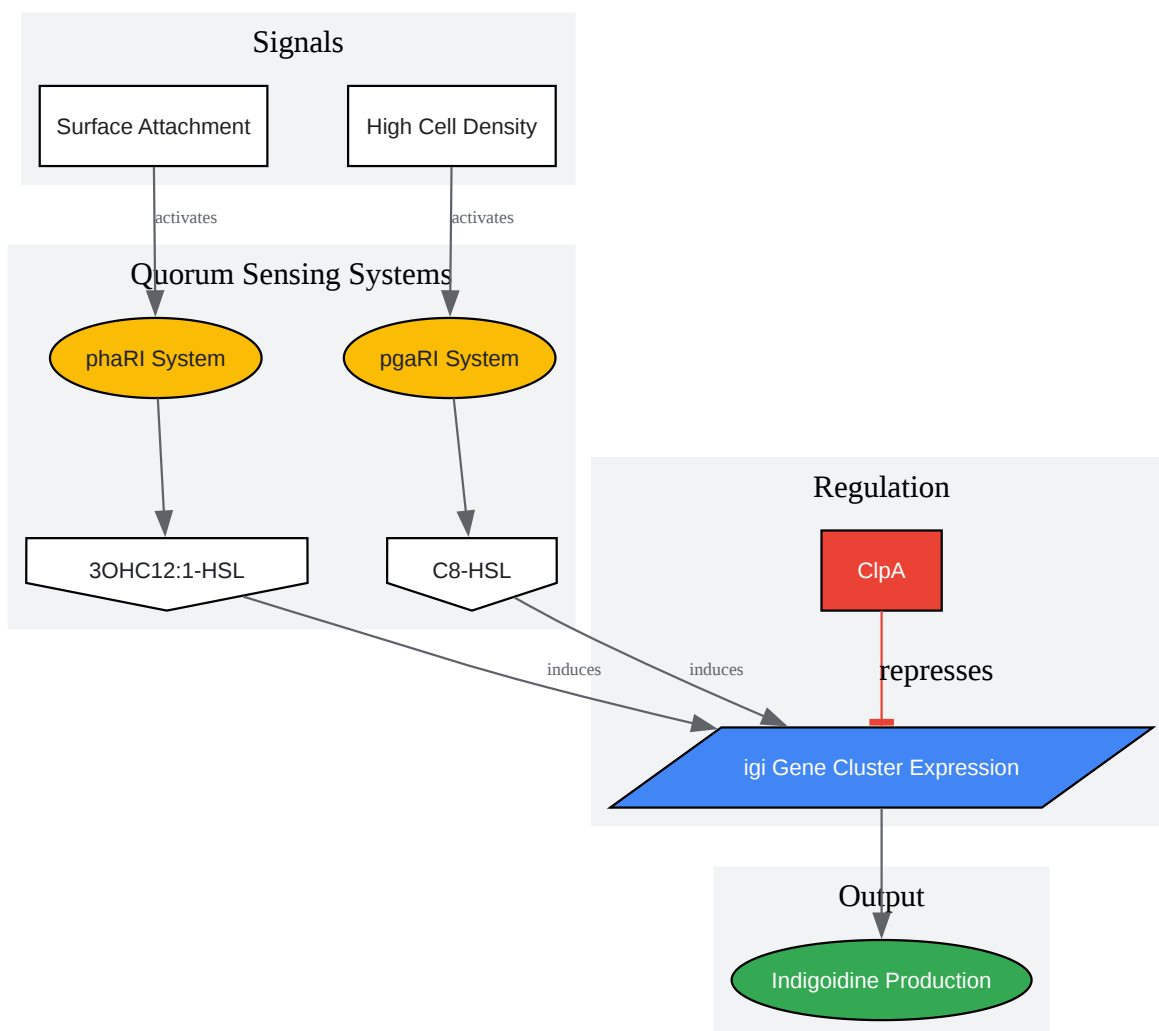 Signals
Surface Attachment
High Cell Density
activates
activates
Quorum Sensing Systems
phaRI System
pgaRI System
3OHC12:1-HSL
C8-HSL
Regulation
ClpA
induces
induces
represses
igi Gene Cluster Expression
Output
Indigoidine Production